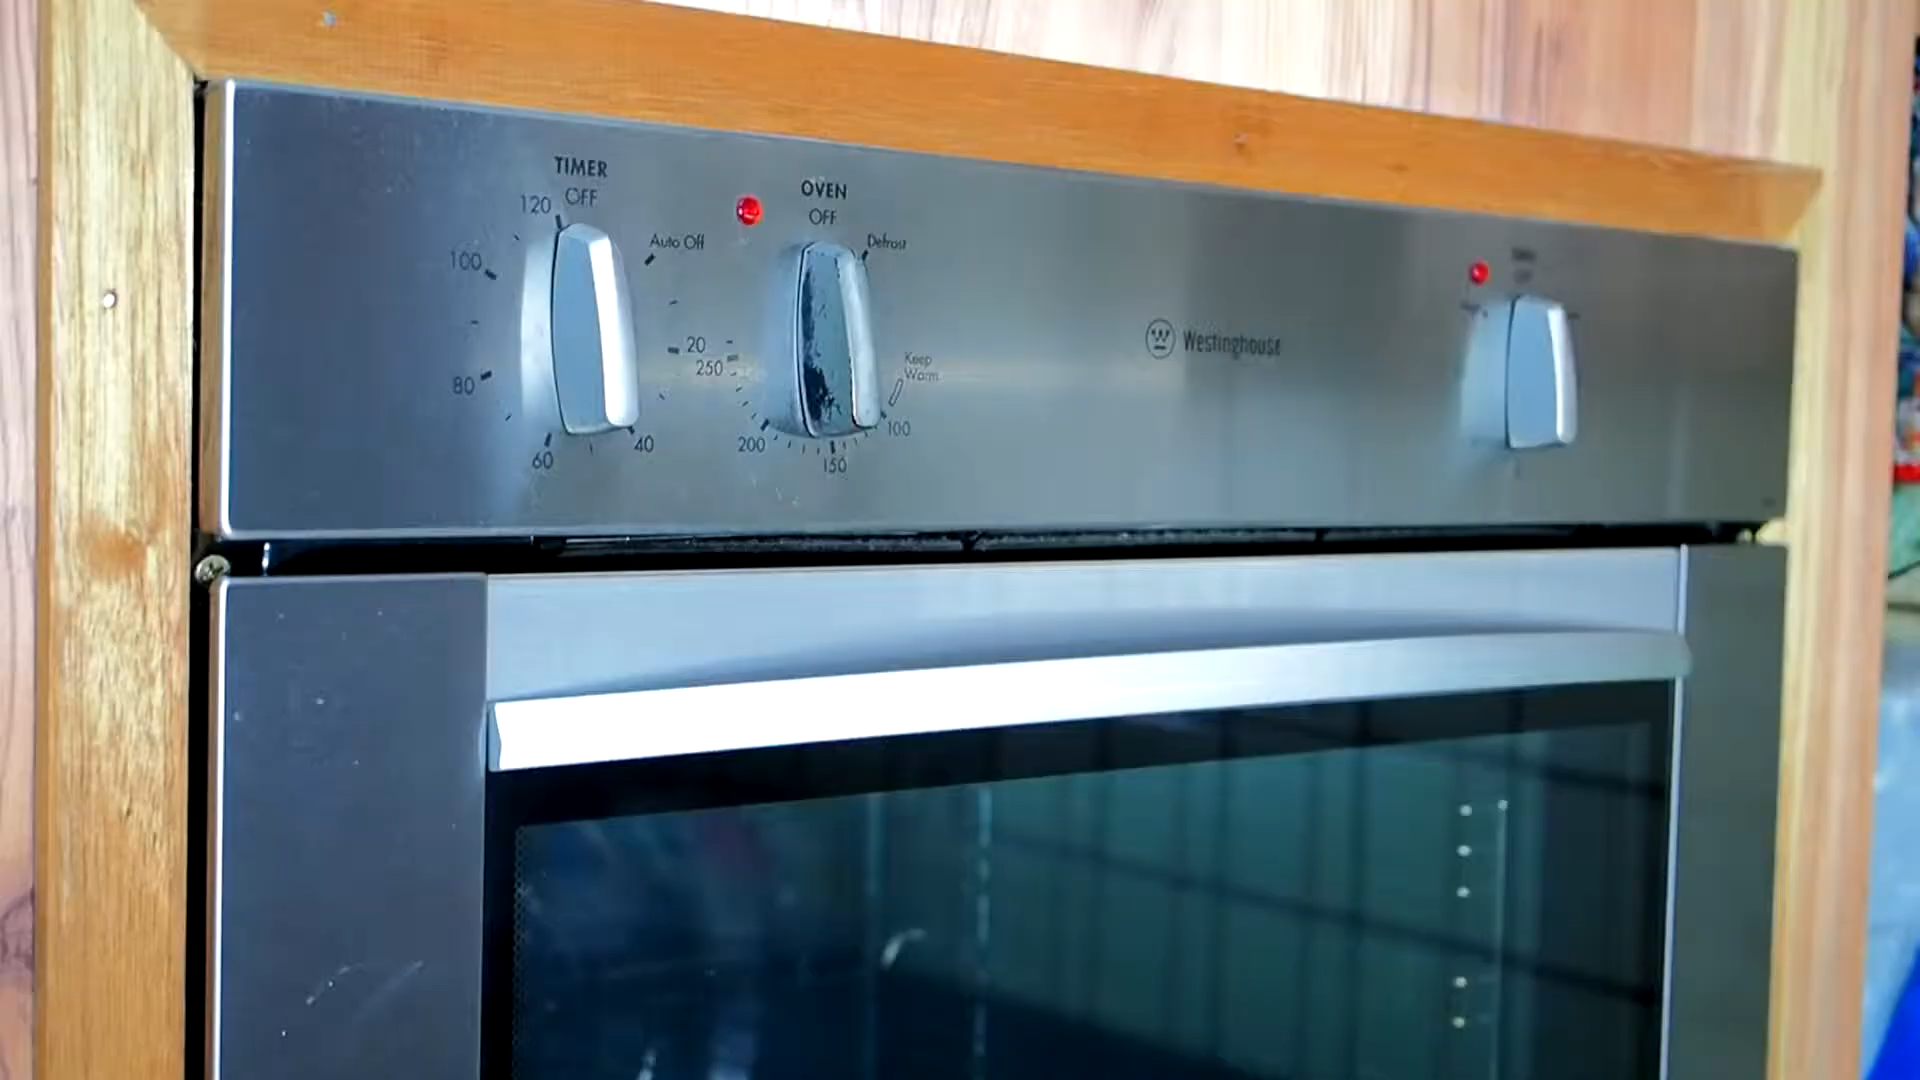 TIMER
OFF
120
Auto Off
100
20
80
40
60
OVEN
OFF
Defrost
Keep
Warm
250
100
200
150
Westinghouse